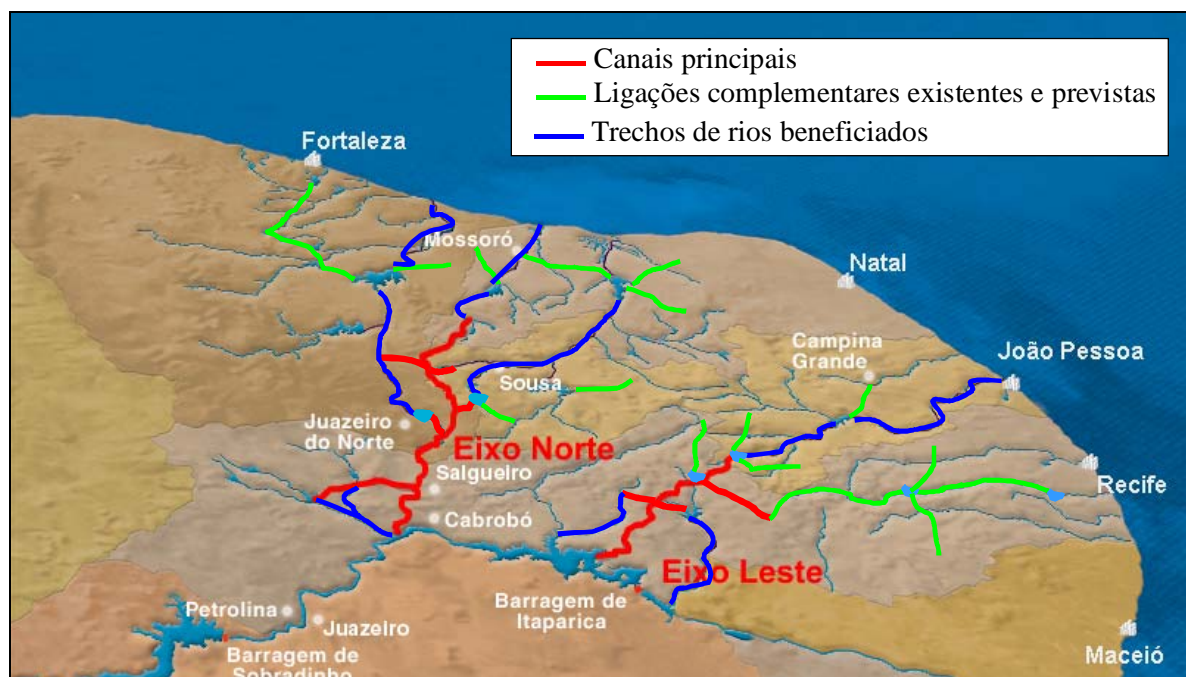 Canais principais
Ligações complementares existentes e previstas
Trechos de rios beneficiados
Fortaleza
Mossoró
Natal
Campina
Grande
João Pessoa
Sousa
Juazeiro
do Norte
Eixo Norte
Salgueiro
Recife
Cabrobó
Eixo Leste
Barragem de
Itaparica
Petrolina
Juazeiro
Maceió
Barragem de
Sobradinho